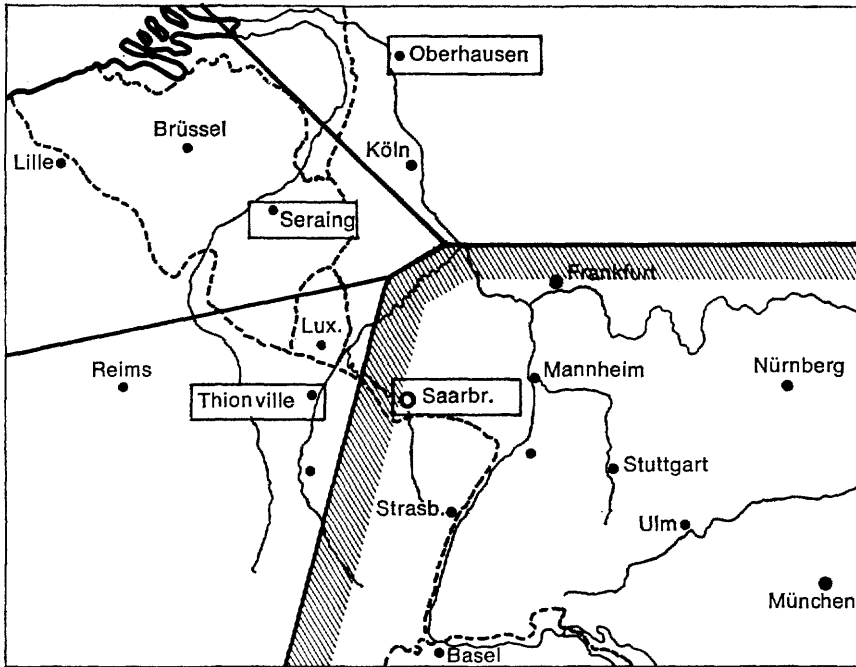 Oberhausen
Brüssel
Lille
Köln
Seraing
Frankfurt
Lux.
Reims
Mannheim
Nürnberg
Thionville
Saarbr.
Stuttgart
Strasb.
Ulm
München
Basel